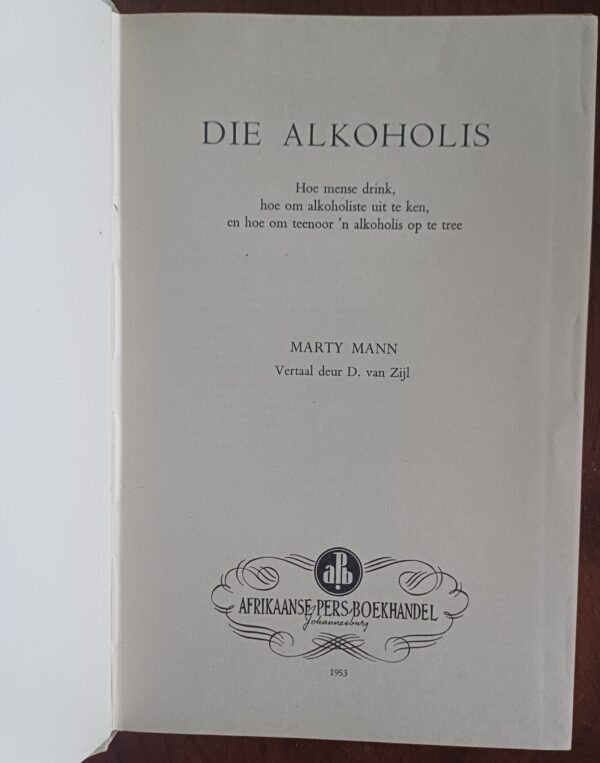 DIE ALKOHOLIS
Hoe mense drink,
hoe om alkoholiste uit te ken,
en hoe om teenoor 'n alkoholis op te tree
MARTY MANN
Vertaal deur D. van Zijl
aPb
AFRIKAANSE PERS BOEKHANDEL
Johannesburg
1953